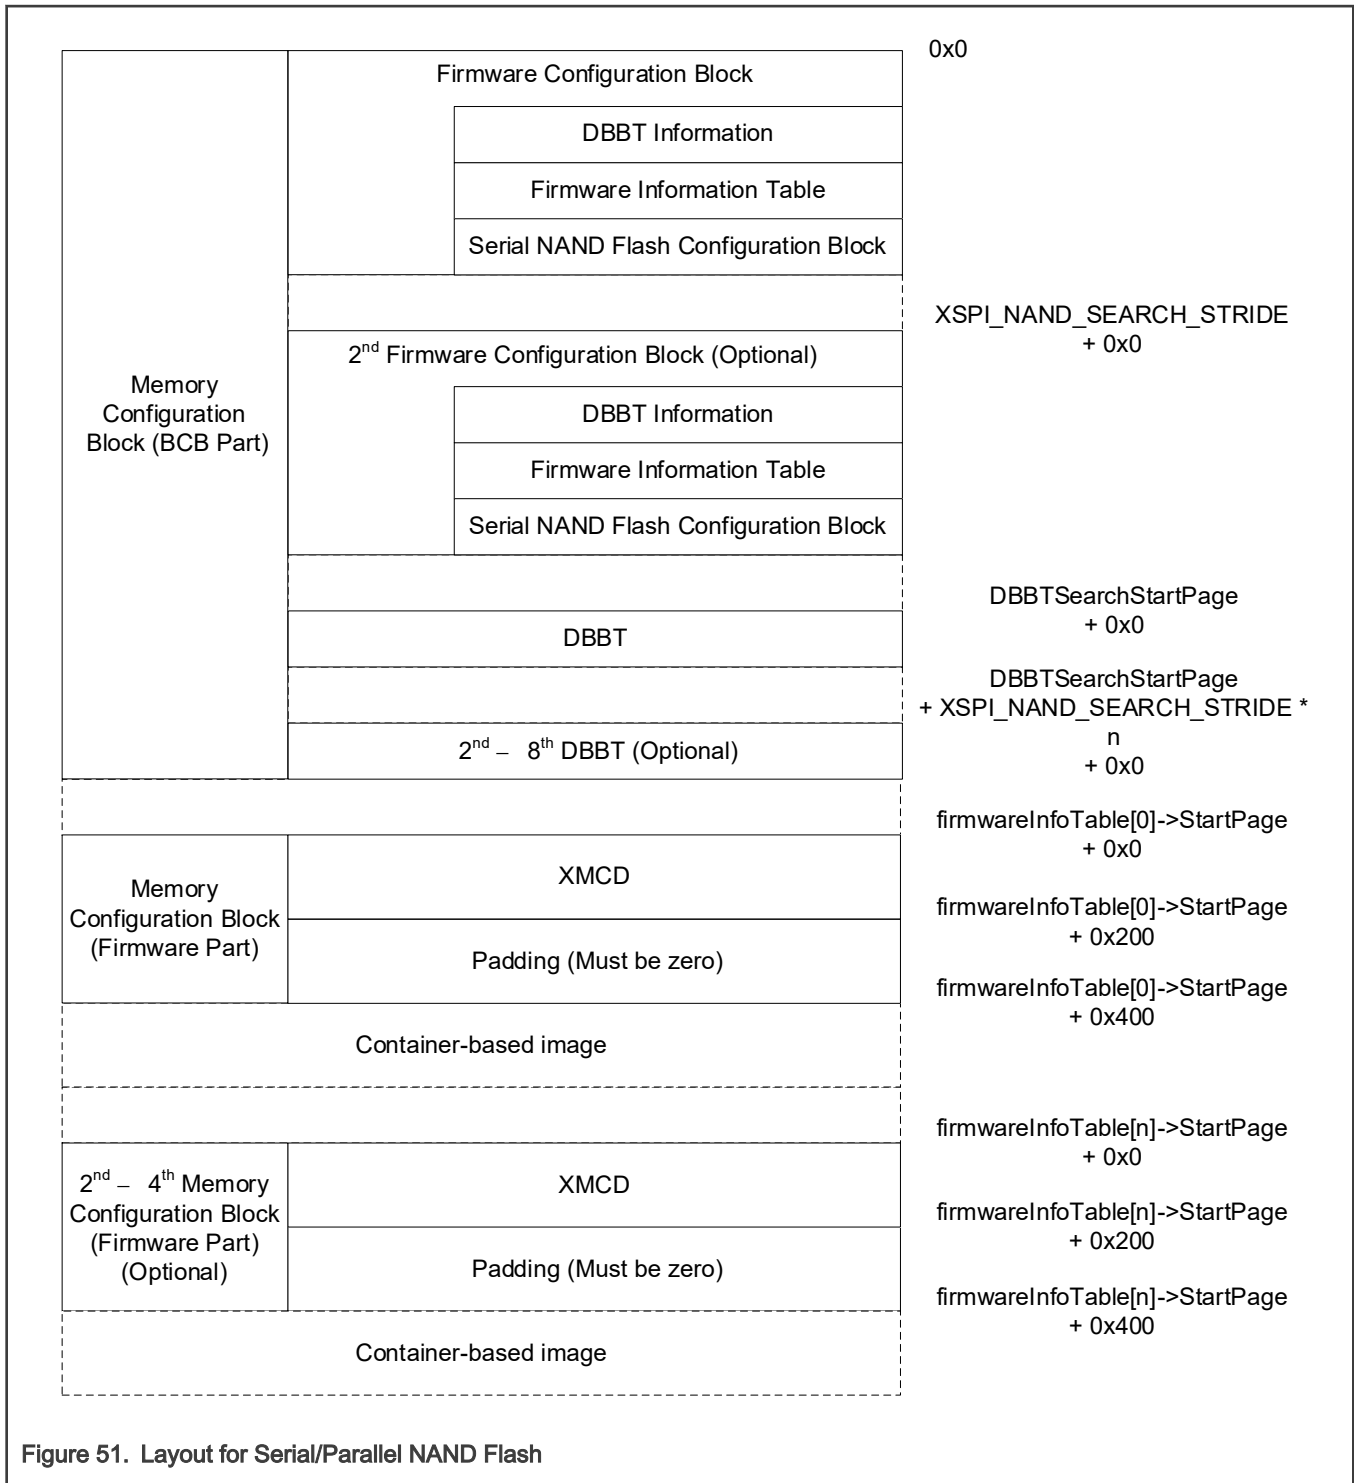 0x0
Firmware Configuration Block
DBBT Information
Firmware Information Table
Serial NAND Flash Configuration Block
XSPI_NAND_SEARCH_STRIDE
+ 0x0
2nd Firmware Configuration Block (Optional)
Memory
Configuration
Block (BCB Part)
DBBT Information
Firmware Information Table
Serial NAND Flash Configuration Block
DBBTSearchStartPage
+ 0x0
DBBT
DBBTSearchStartPage
+ XSPI_NAND_SEARCH_STRIDE *
n
+ 0x0
2nd – 8th DBBT (Optional)
firmwareInfoTable[0]->StartPage
+ 0x0
Memory
Configuration Block
(Firmware Part)
XMCD
firmwareInfoTable[0]->StartPage
+ 0x200
Padding (Must be zero)
firmwareInfoTable[0]->StartPage
+ 0x400
Container-based image
firmwareInfoTable[n]->StartPage
+ 0x0
2nd – 4th Memory
Configuration Block
(Firmware Part)
(Optional)
XMCD
firmwareInfoTable[n]->StartPage
+ 0x200
Padding (Must be zero)
firmwareInfoTable[n]->StartPage
+ 0x400
Container-based image
Figure 51. Layout for Serial/Parallel NAND Flash